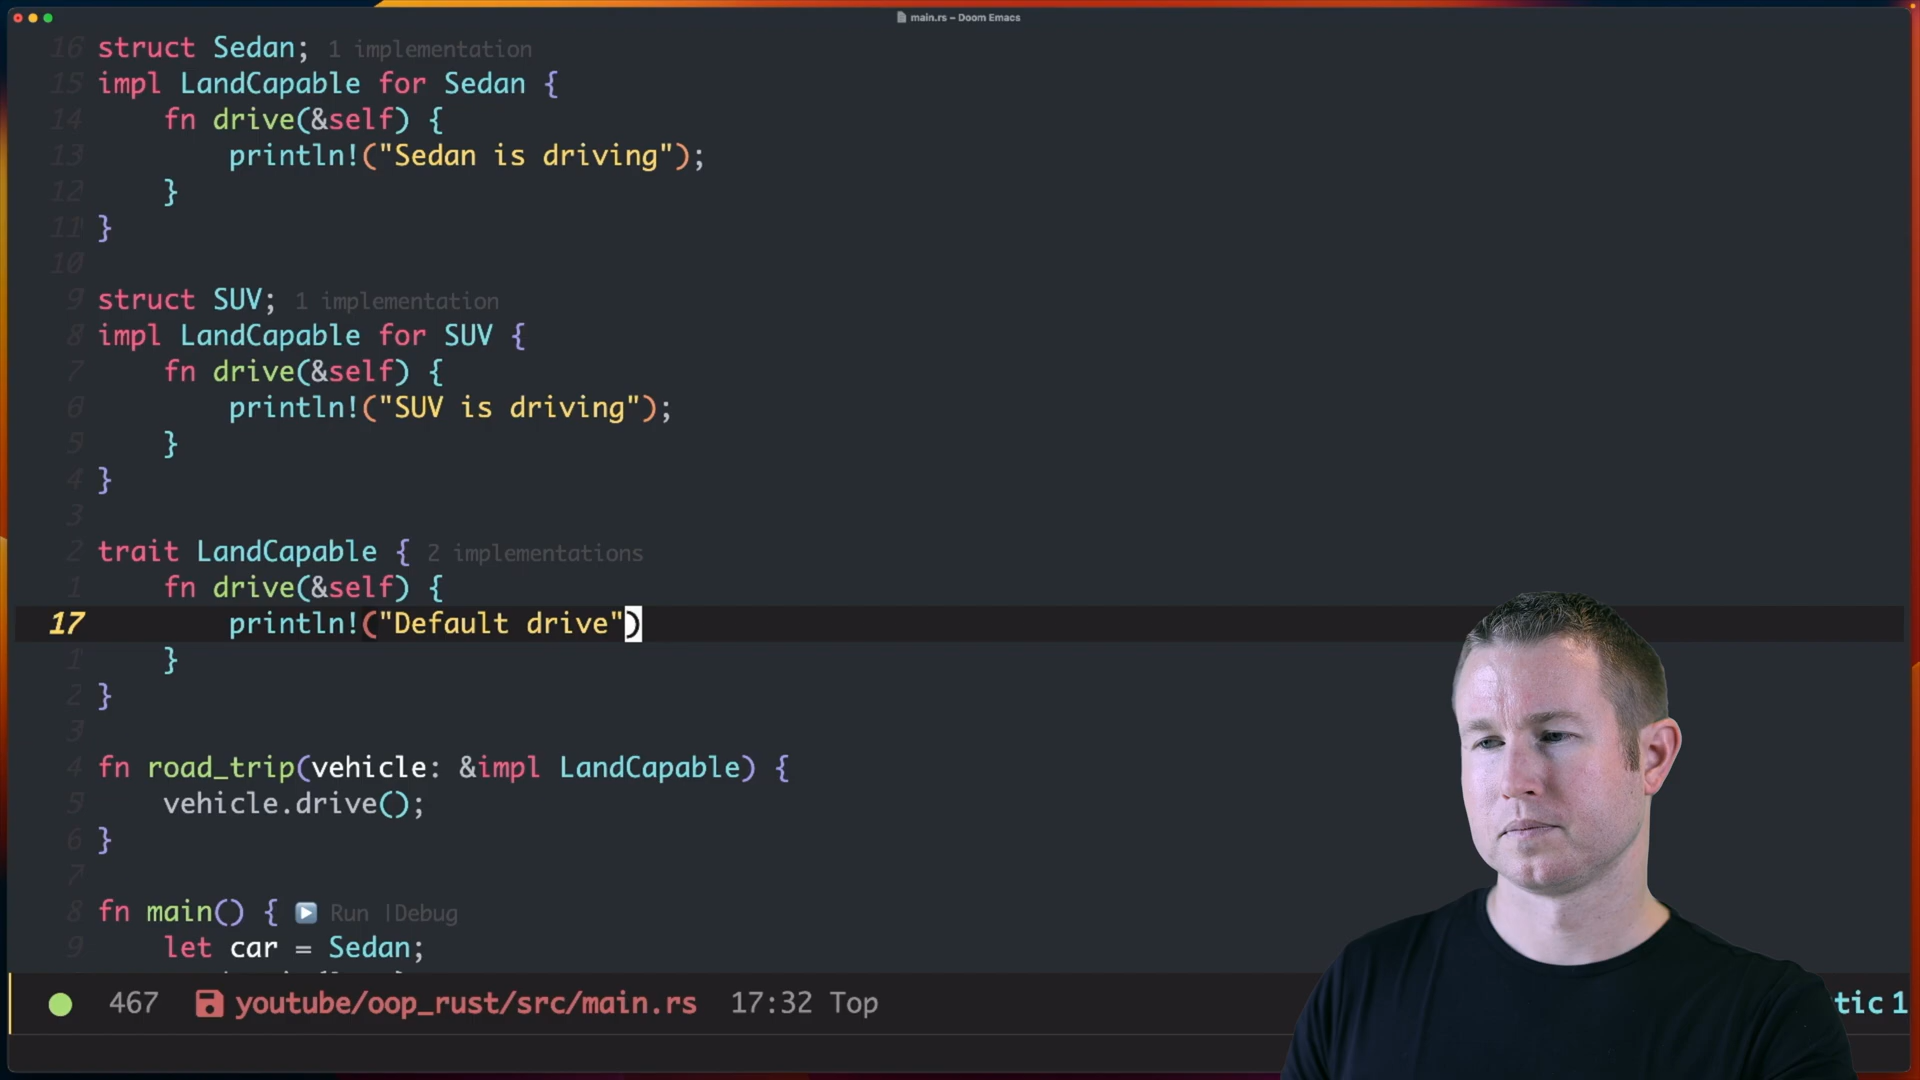 main.rs – Doom Emacs
16 struct Sedan; 1 implementation
15 impl LandCapable for Sedan {
14 fn drive(&self) {
13 println!("Sedan is driving");
12 }
11 }
10
9 struct SUV; 1 implementation
8 impl LandCapable for SUV {
7 fn drive(&self) {
6 println!("SUV is driving");
5 }
4 }
3
2 trait LandCapable { 2 implementations
1 fn drive(&self) {
17 println!("Default drive")
1 }
2 }
3
4 fn road_trip(vehicle: &impl LandCapable) {
5 vehicle.drive();
6 }
7
8 fn main() { Run |Debug
9 let car = Sedan;
467 youtube/oop_rust/src/main.rs 17:32 Top tic 1